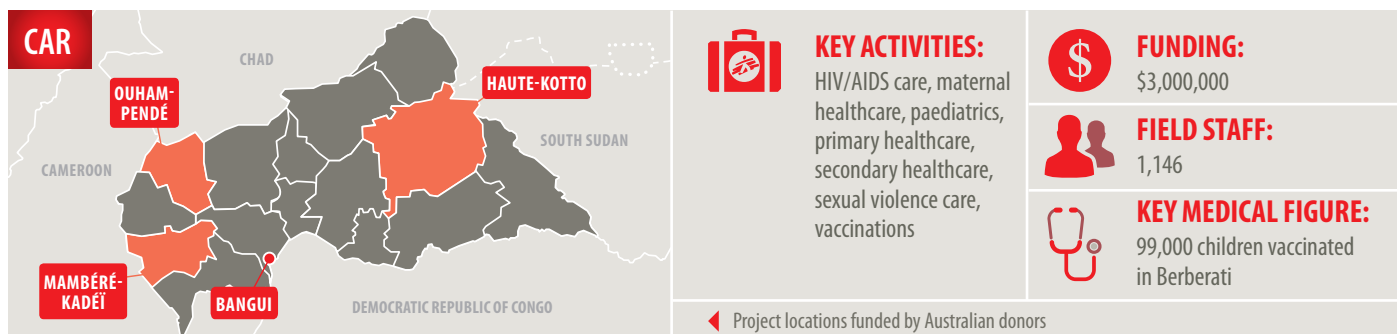 CAR
CHAD
HAUTE-KOTTO
OUHAM-
PENDÉ
SOUTH SUDAN
CAMEROON
MAMBÉRÉ-
KADÉÏ
BANGUI
DEMOCRATIC REPUBLIC OF CONGO
KEY ACTIVITIES:
HIV/AIDS care, maternal
healthcare, paediatrics,
primary healthcare,
secondary healthcare,
sexual violence care,
vaccinations
$
FUNDING:
$3,000,000
FIELD STAFF:
1,146
KEY MEDICAL FIGURE:
99,000 children vaccinated
in Berberati
Project locations funded by Australian donors